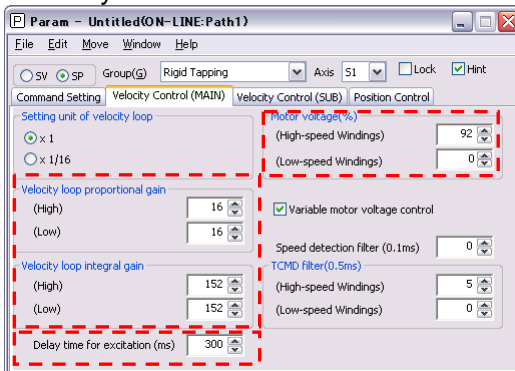 Param - Untitled(ON-LINE:Path1)
File Edit Move Window Help
SV SP Group(G) Rigid Tapping Axis S1 Lock Hint
Command Setting Velocity Control (MAIN) Velocity Control (SUB) Position Control
Setting unit of velocity loop
x 1
x 1/16
Motor voltage(%)
(High-speed Windings) 92
(Low-speed Windings) 0
Velocity loop proportional gain
(High) 16
(Low) 16
Variable motor voltage control
Speed detection filter (0.1ms) 0
Velocity loop integral gain
(High) 152
(Low) 152
TCMD filter(0.5ms)
(High-speed Windings) 5
(Low-speed Windings) 0
Delay time for excitation (ms) 300